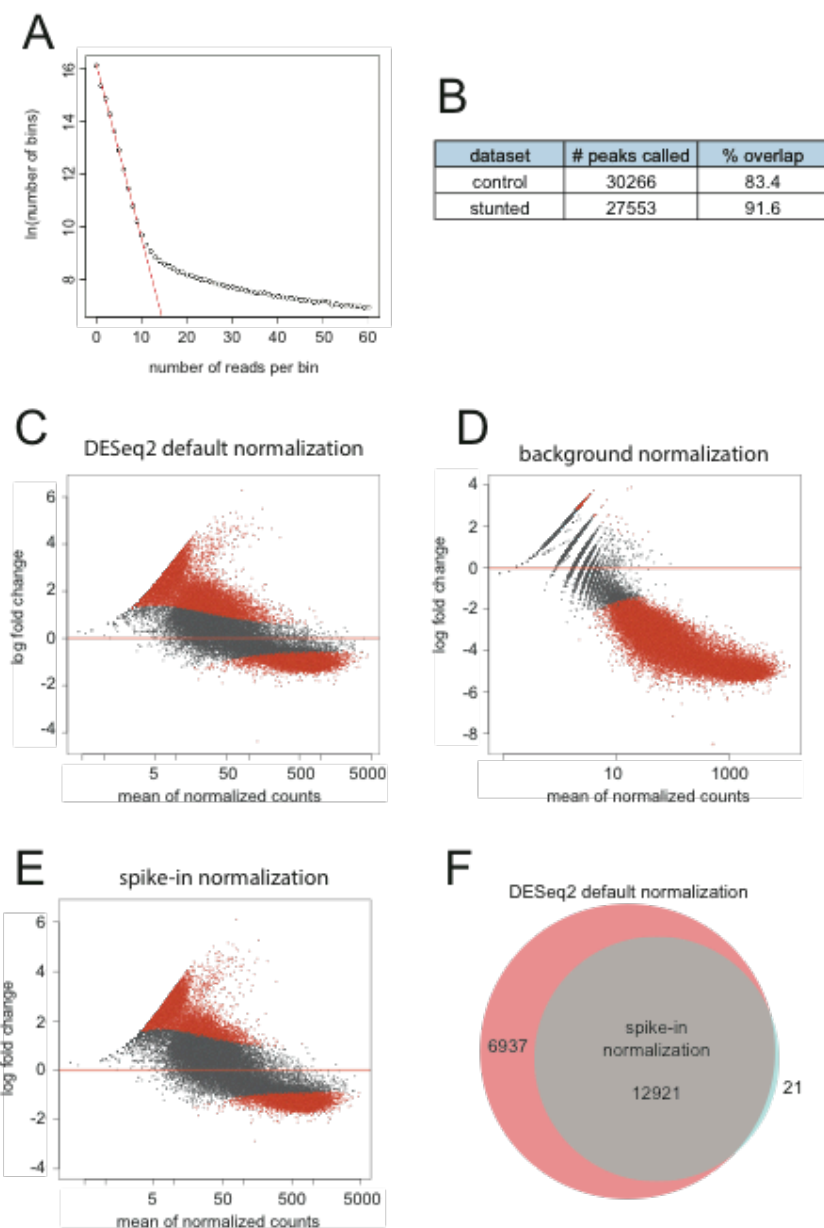 A
16
14
12
10
8
ln(number of bins)
0 10 20 30 40 50 60
number of reads per bin
B
dataset # peaks called % overlap
control 30266 83.4
stunted 27553 91.6
C
DESeq2 default normalization
6
4
2
0
-2
-4
log fold change
5 50 500 5000
mean of normalized counts
D
background normalization
4
2
0
-2
-4
-6
-8
log fold change
10 1000
mean of normalized counts
E
spike-in normalization
6
4
2
0
-2
-4
log fold change
5 50 500 5000
mean of normalized counts
F
DESeq2 default normalization
6937
spike-in
normalization
12921
21